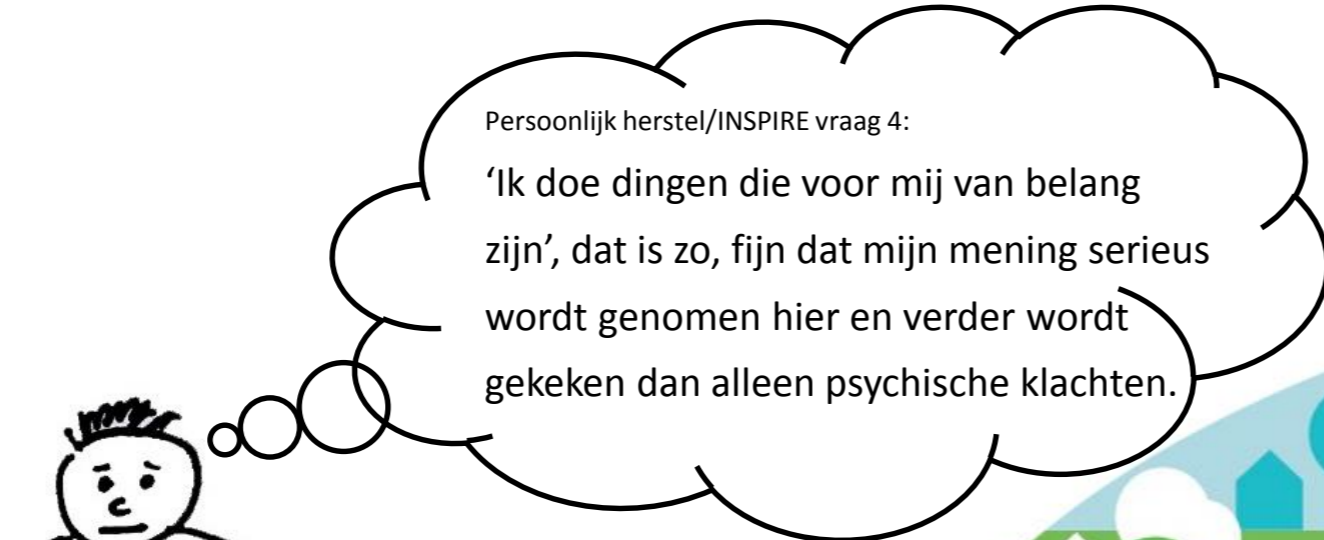 Persoonlijk herstel/INSPIRE vraag 4:
‘Ik doe dingen die voor mij van belang
zijn’, dat is zo, fijn dat mijn mening serieus
wordt genomen hier en verder wordt
gekeken dan alleen psychische klachten.